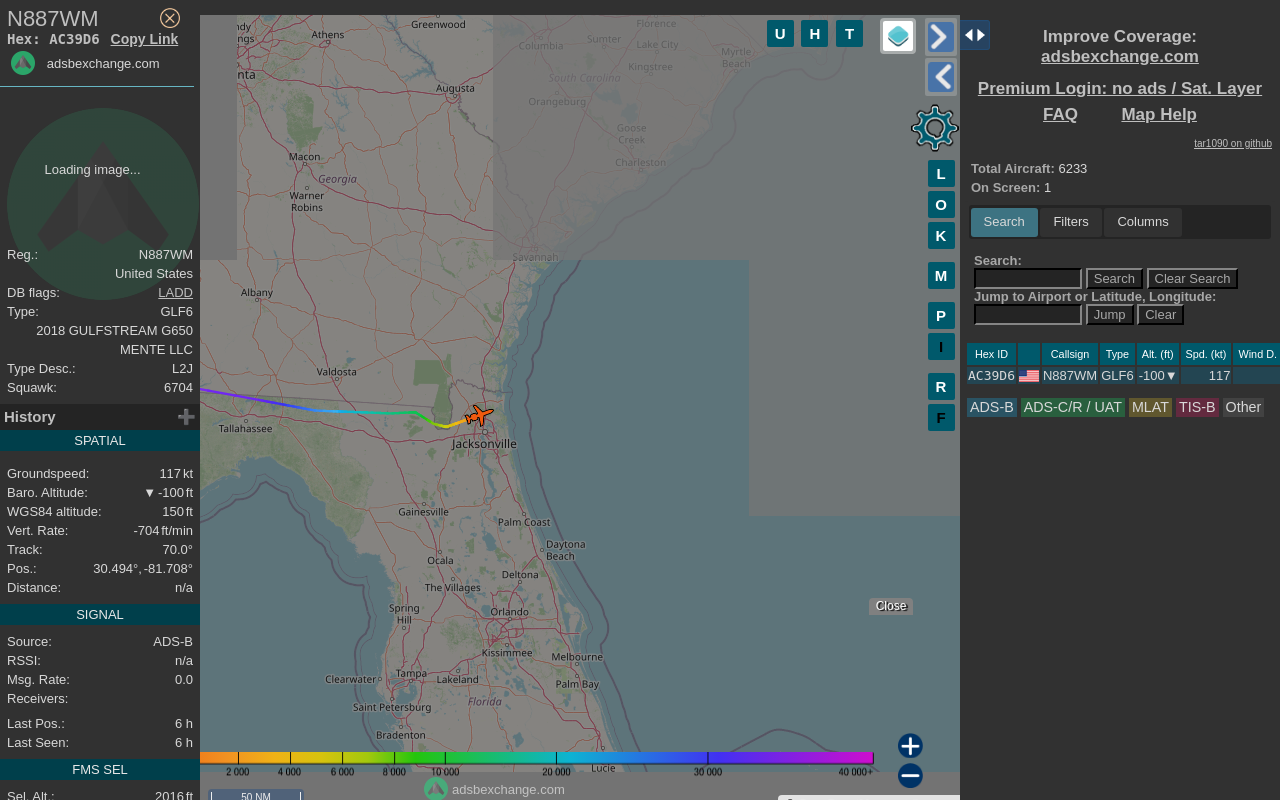 N887WM
Hex: AC39D6 Copy Link
adsbexchange.com
Loading image...
Reg.: N887WM
United States
DB flags: LADD
Type: GLF6
2018 GULFSTREAM G650
MENTE LLC
Type Desc.: L2J
Squawk: 6704
History
SPATIAL
Groundspeed: 117 kt
Baro. Altitude: ▼ -100 ft
WGS84 altitude: 150 ft
Vert. Rate: -704 ft/min
Track: 70.0°
Pos.: 30.494°, -81.708°
Distance: n/a
SIGNAL
Source: ADS-B
RSSI: n/a
Msg. Rate: 0.0
Receivers:
Last Pos.: 6 h
Last Seen: 6 h
FMS SEL
Sel. Alt.: 2016 ft
Greenwood
Athens
Florence
Columbia
Sumter
Lake City
Myrtle
Beach
Kingstree
South Carolina
Augusta
Orangeburg
Goose
Creek
Charleston
Macon
Georgia
Warner
Robins
Savannah
Albany
Valdosta
Tallahassee
Jacksonville
Gainesville
Palm Coast
Daytona
Beach
Ocala
Deltona
The Villages
Spring
Hill
Orlando
Kissimmee
Melbourne
Tampa
Clearwater
Lakeland
Palm Bay
Saint Petersburg
Florida
Bradenton
Lucie
2 000 4 000 6 000 8 000 10 000 20 000 30 000 40 000+
50 NM
adsbexchange.com
U H T
L
O
K
M
P
I
R
F
Close
Improve Coverage:
adsbexchange.com
Premium Login: no ads / Sat. Layer
FAQ Map Help
tar1090 on github
Total Aircraft: 6233
On Screen: 1
Search Filters Columns
Search:
Search Clear Search
Jump to Airport or Latitude, Longitude:
Jump Clear
Hex ID Callsign Type Alt. (ft) Spd. (kt) Wind D.
AC39D6 N887WM GLF6 -100▼ 117
ADS-B ADS-C/R / UAT MLAT TIS-B Other